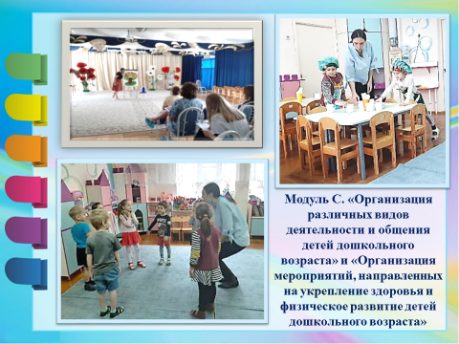 Модуль С. «Организация
различных видов
деятельности и общения
детей дошкольного
возраста» и «Организация
мероприятий, направленных
на укрепление здоровья и
физическое развитие детей
дошкольного возраста»